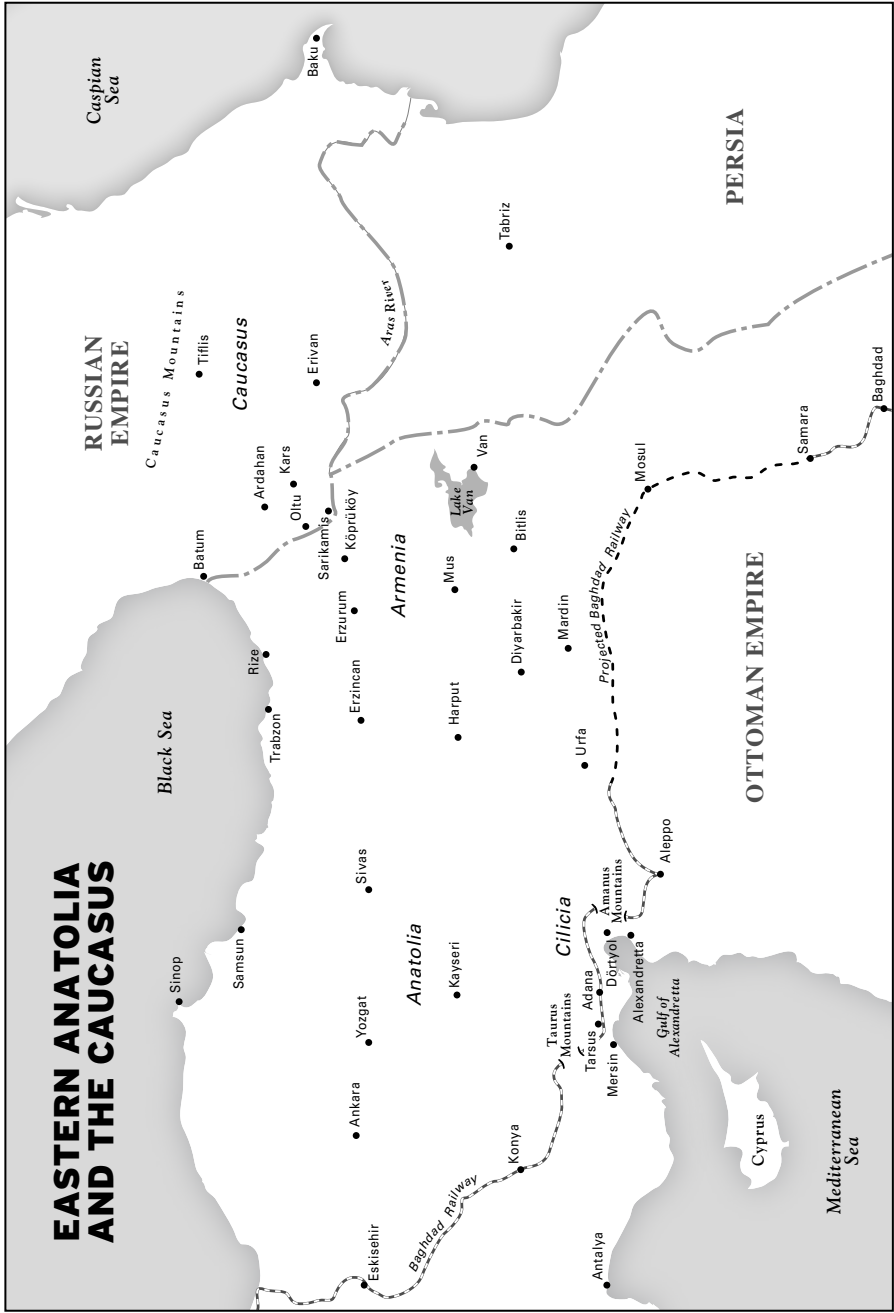 EASTERN ANATOLIA
AND THE CAUCASUS
Black Sea
RUSSIAN
EMPIRE
Caucasus Mountains
Caspian
Sea
Sinop
Samsun
Trabzon
Rize
Batum
Ardahan
Oltu
Kars
Tiflis
Caucasus
Baku
Sarikamis
Köprüköy
Erivan
Aras River
Eskisehir
Ankara
Yozgat
Sivas
Erzincan
Erzurum
Armenia
Anatolia
Kayseri
Harput
Mus
Lake
Van
Van
Tabriz
Baghdad Railway
Konya
Diyarbakir
Bitlis
Mardin
Urfa
Cilicia
Taurus
Mountains
Amanus
Mountains
Projected Baghdad Railway
Mosul
Antalya
Mersin
Tarsus
Adana
Dörtyol
Alexandretta
Gulf of
Alexandretta
Aleppo
PERSIA
OTTOMAN EMPIRE
Samara
Baghdad
Cyprus
Mediterranean
Sea